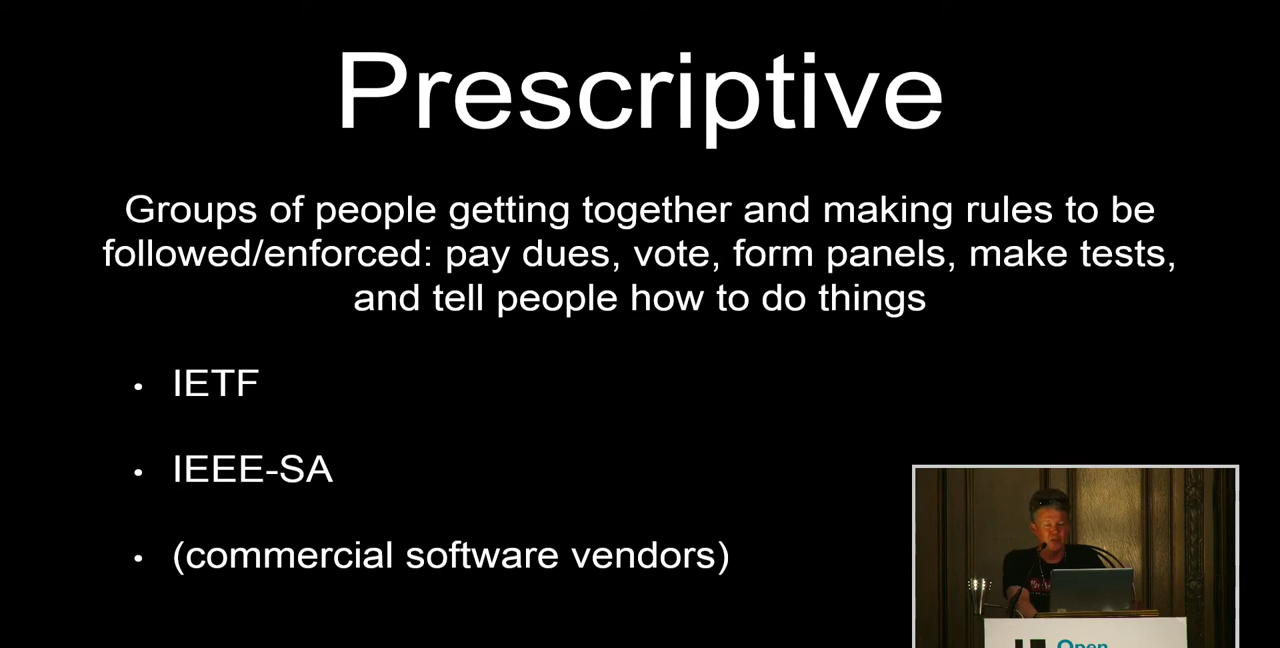 Prescriptive
Groups of people getting together and making rules to be
followed/enforced: pay dues, vote, form panels, make tests,
and tell people how to do things
• IETF
• IEEE-SA
• (commercial software vendors)
Open